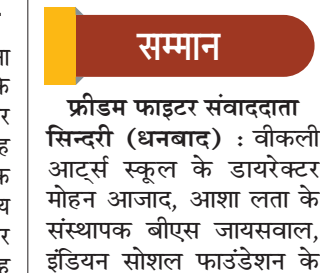 ना
के
र
ह
क
य
र
ह
सम्मान
फ्रीडम फाइटर संवाददाता
सिन्दरी (धनबाद) : वीकली
आर्ट्स स्कूल के डायरेक्टर
मोहन आजाद, आशा लता के
संस्थापक बीएस जायसवाल,
इंडियन सोशल फाउंडेशन के